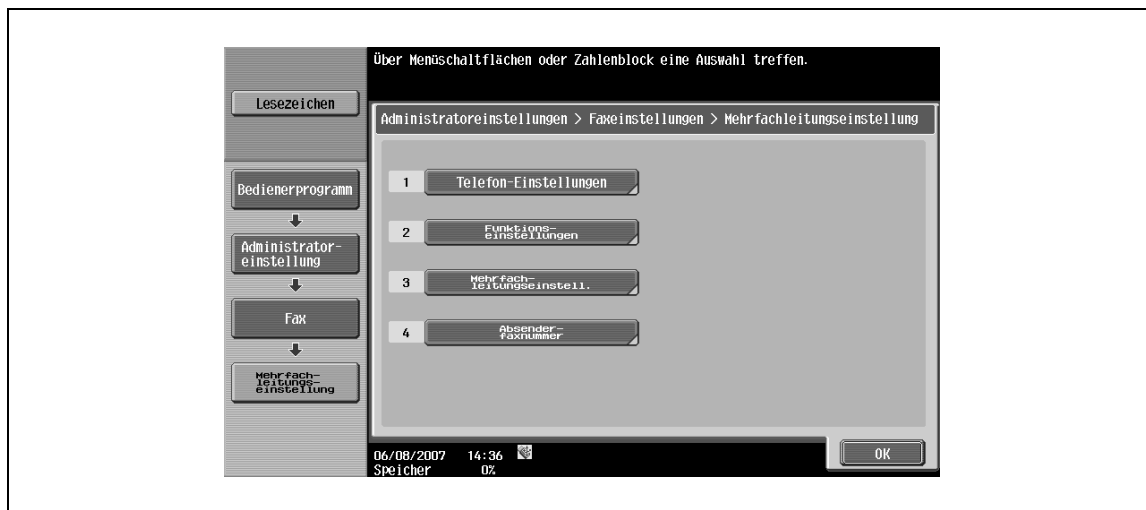 Über Menüschaltflächen oder Zahlenblock eine Auswahl treffen.
Lesezeichen
Administratoreinstellungen > Faxeinstellungen > Mehrfachleitungseinstellung
Bedienerprogramm
Administrator-
einstellung
Fax
Mehrfach-
leitungs-
einstellung
1 Telefon-Einstellungen
2 Funktions-
einstellungen
3 Mehrfach-
leitungseinstell.
4 Absender-
faxnummer
06/08/2007 14:36
Speicher 0%
OK